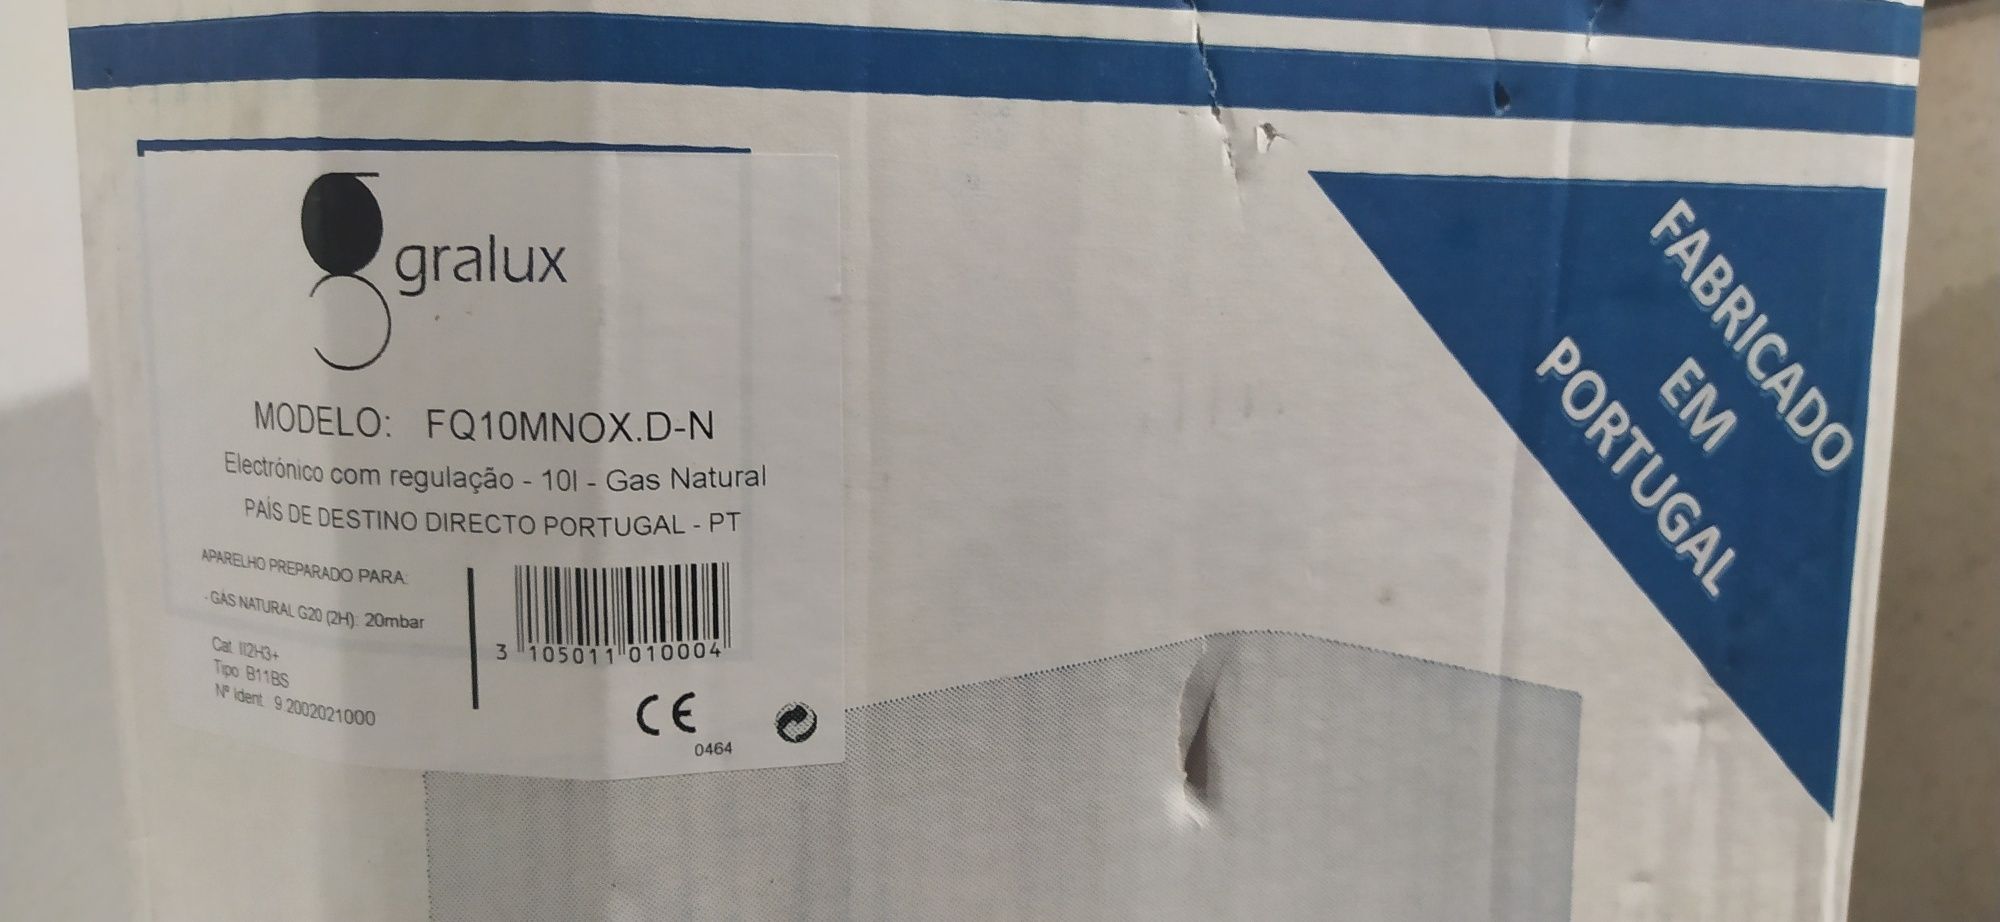 gralux
MODELO: FQ10MNOX.D-N
Electrónico com regulação - 10l - Gas Natural
PAÍS DE DESTINO DIRECTO PORTUGAL - PT
APARELHO PREPARADO PARA:
- GÁS NATURAL G20 (2H): 20mbar
Cat. II2H3+
Tipo B11BS
Nº Ident. 9.2002021000
3 105011 010004
CE
0464
FABRICADO
EM
PORTUGAL